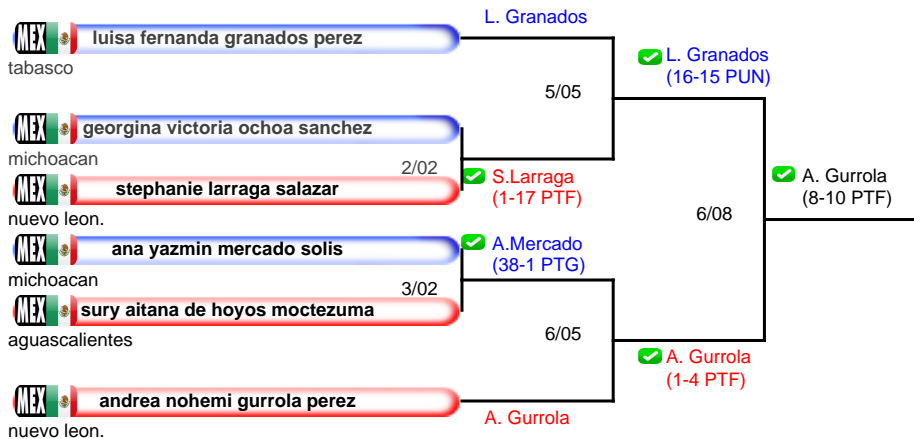 L. Granados
MEX luisa fernanda granados perez
tabasco
L. Granados
(16-15 PUN)
5/05
MEX georgina victoria ochoa sanchez
michoacan
2/02
S.Larraga
(1-17 PTF)
MEX stephanie larraga salazar
nuevo leon.
A. Gurrola
(8-10 PTF)
6/08
MEX ana yazmin mercado solis
michoacan
A.Mercado
(38-1 PTG)
3/02
MEX sury aitana de hoyos moctezuma
aguascalientes
6/05
A. Gurrola
(1-4 PTF)
MEX andrea nohemi gurrola perez
nuevo leon.
A. Gurrola